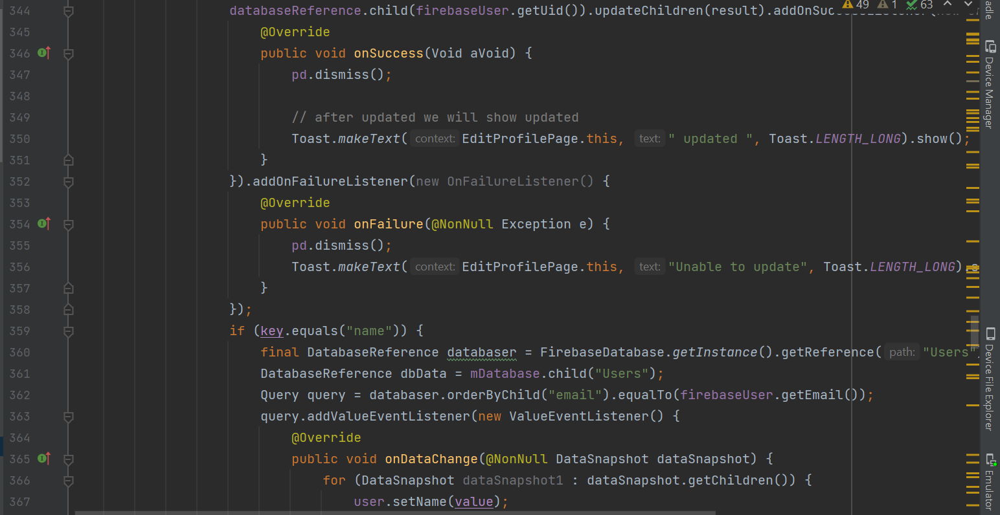 344 databaseReference.child(firebaseUser.getUid()).updateChildren(result).
49 1 63
345 @Override
346 public void onSuccess(Void aVoid) {
347 pd.dismiss();
348
349 // after updated we will show updated
350 Toast.makeText( context: EditProfilePage.this, text: " updated ", Toast.LENGTH_LONG).show();
351 }
352 }).addOnFailureListener(new OnFailureListener() {
353 @Override
354 public void onFailure(@NonNull Exception e) {
355 pd.dismiss();
356 Toast.makeText( context: EditProfilePage.this, text: "Unable to update", Toast.LENGTH_LONG).
357 }
358 });
359 if (key.equals("name")) {
360 final DatabaseReference databaser = FirebaseDatabase.getInstance().getReference( path: "Users"
361 DatabaseReference dbData = mDatabase.child("Users");
362 Query query = databaser.orderByChild("email").equalTo(firebaseUser.getEmail());
363 query.addValueEventListener(new ValueEventListener() {
364 @Override
365 public void onDataChange(@NonNull DataSnapshot dataSnapshot) {
366 for (DataSnapshot dataSnapshot1 : dataSnapshot.getChildren()) {
367 user.setName(value);
adle
Device Manager
Device File Explorer
Emulator